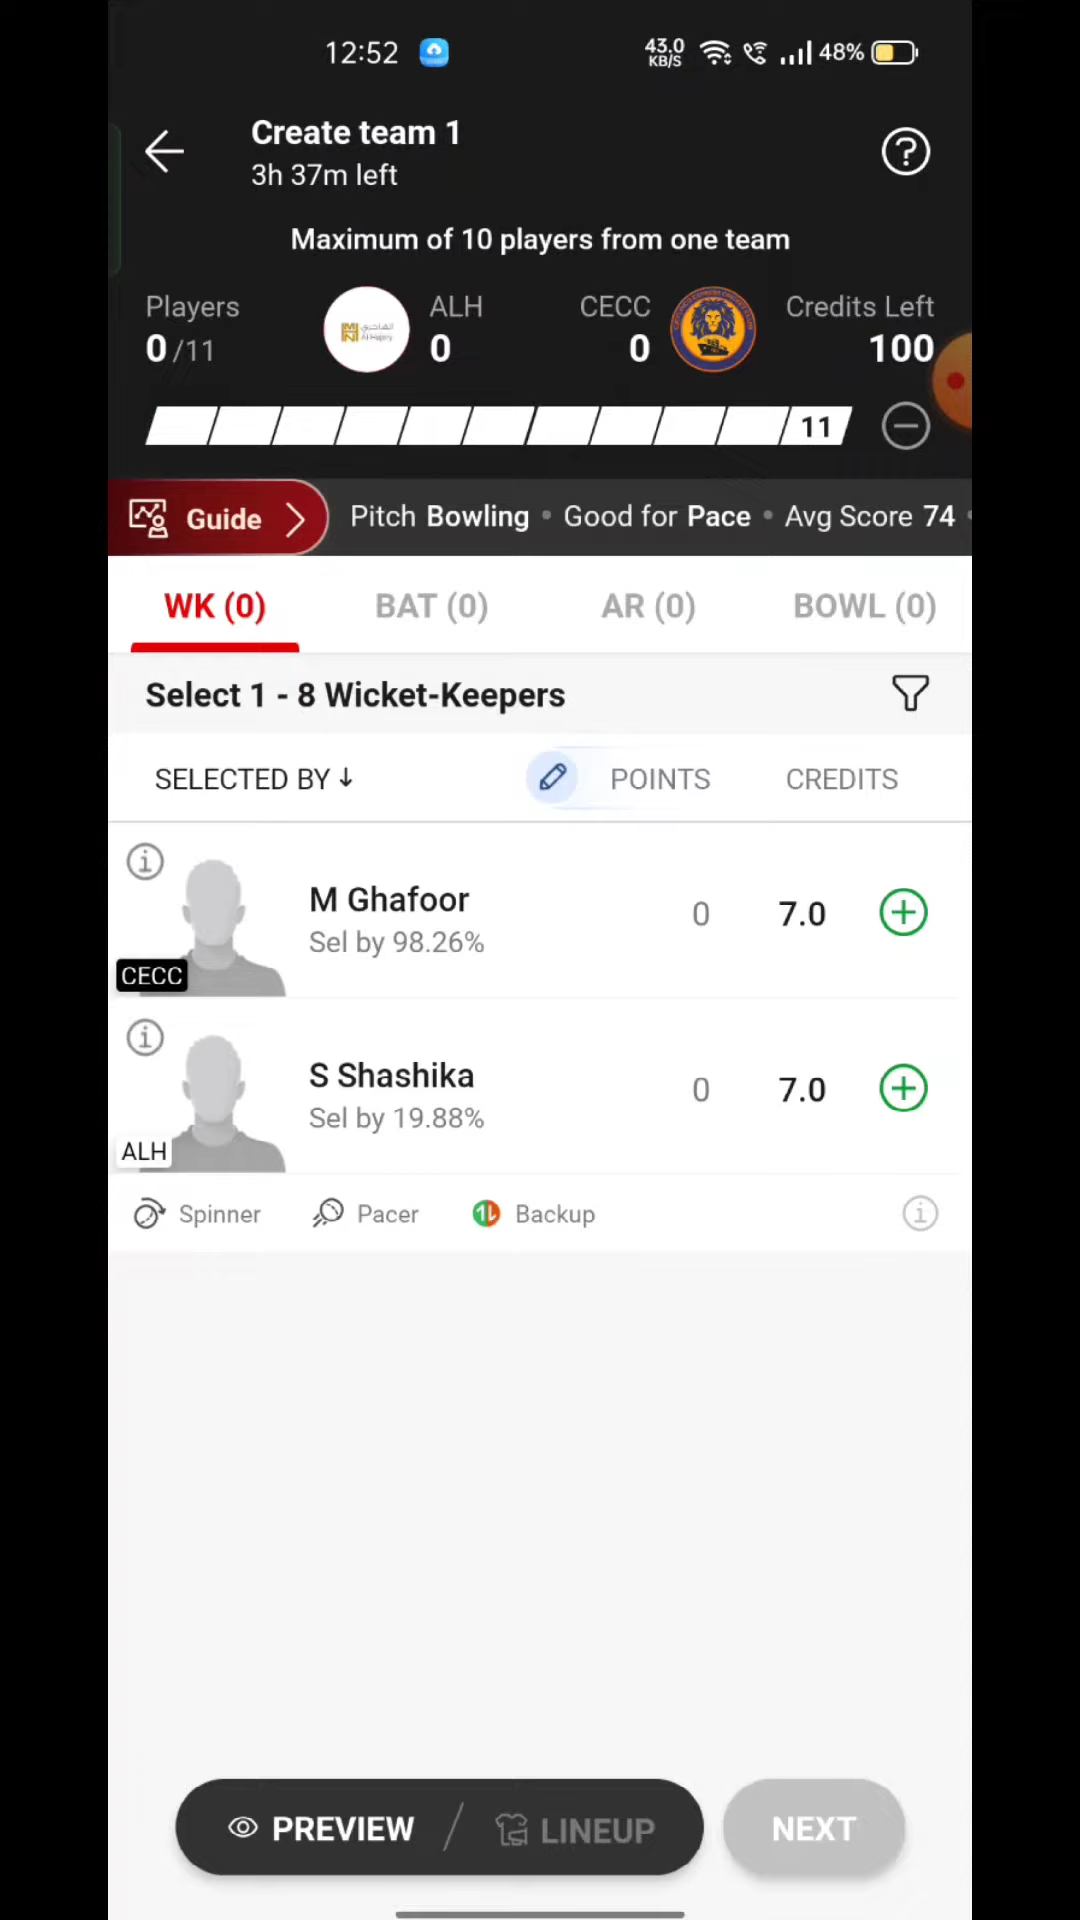 12:52
43.0 KB/S
48%
Create team 1
3h 37m left
Maximum of 10 players from one team
Players ALH CECC Credits Left
0/11 0 0 100
11
Guide Pitch Bowling • Good for Pace • Avg Score 74
WK (0) BAT (0) AR (0) BOWL (0)
Select 1 - 8 Wicket-Keepers
SELECTED BY ↓ POINTS CREDITS
M Ghafoor 0 7.0
Sel by 98.26%
CECC
S Shashika 0 7.0
Sel by 19.88%
ALH
Spinner Pacer Backup
PREVIEW / LINEUP NEXT